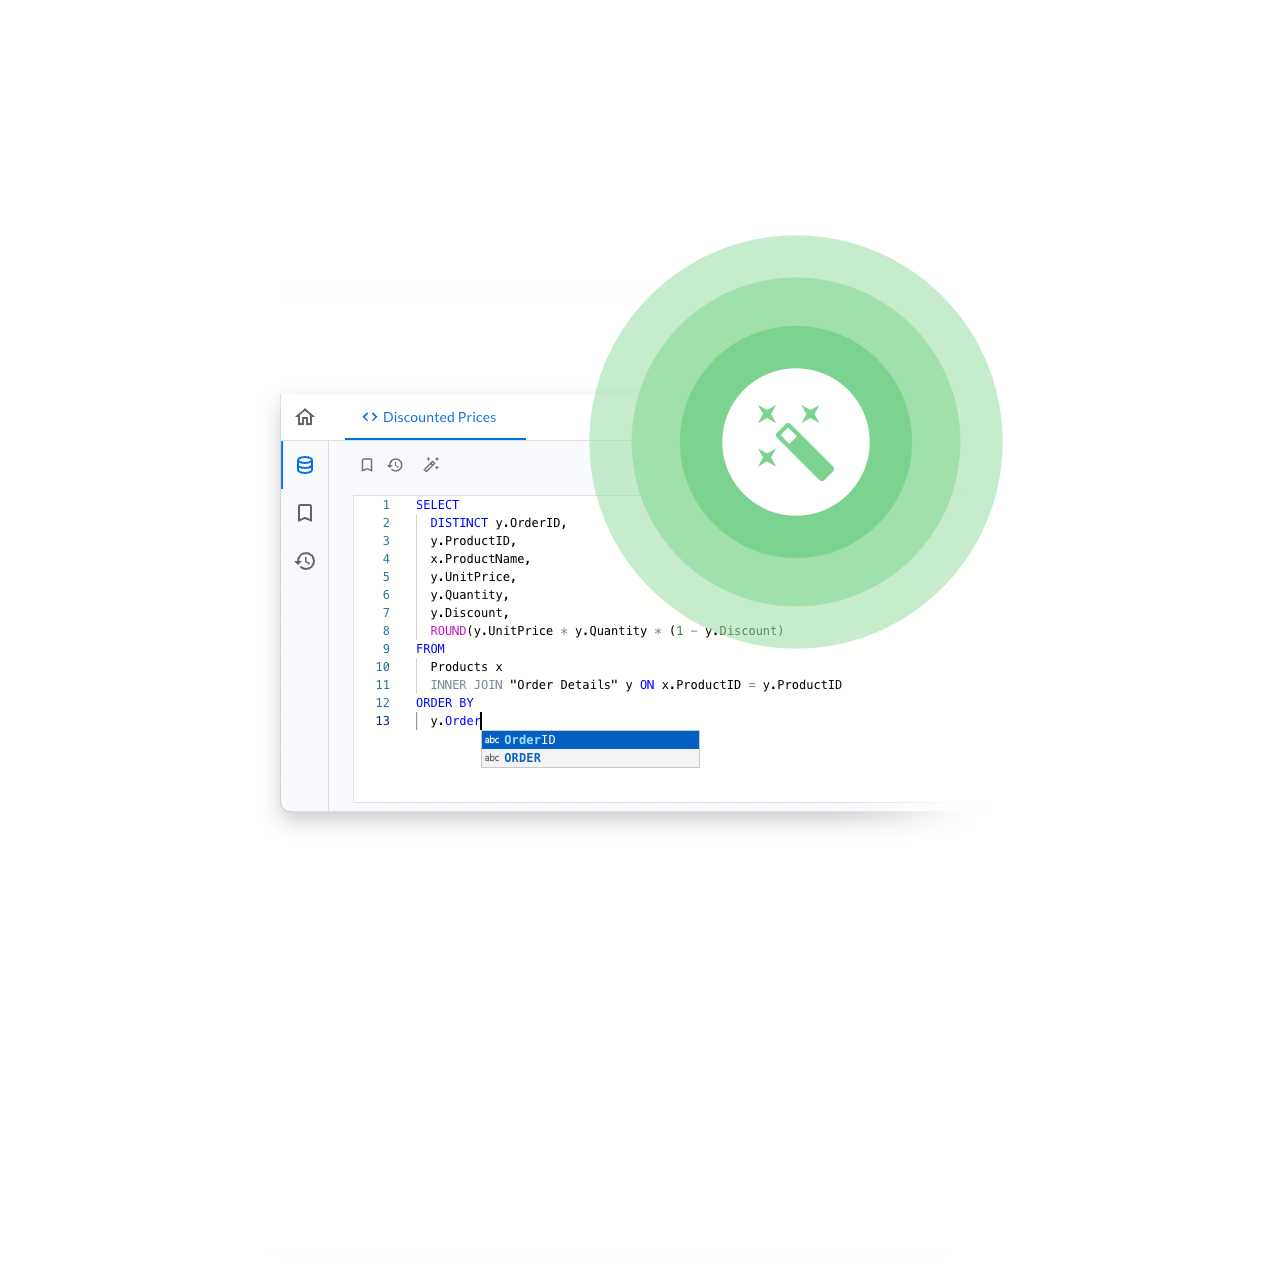 Discounted Prices
1 SELECT
2 DISTINCT y.OrderID,
3 y.ProductID,
4 x.ProductName,
5 y.UnitPrice,
6 y.Quantity,
7 y.Discount,
8 ROUND(y.UnitPrice * y.Quantity * (1 - y.Discount)
9 FROM
10 Products x
11 INNER JOIN "Order Details" y ON x.ProductID = y.ProductID
12 ORDER BY
13 y.Order
abc OrderID
abc ORDER